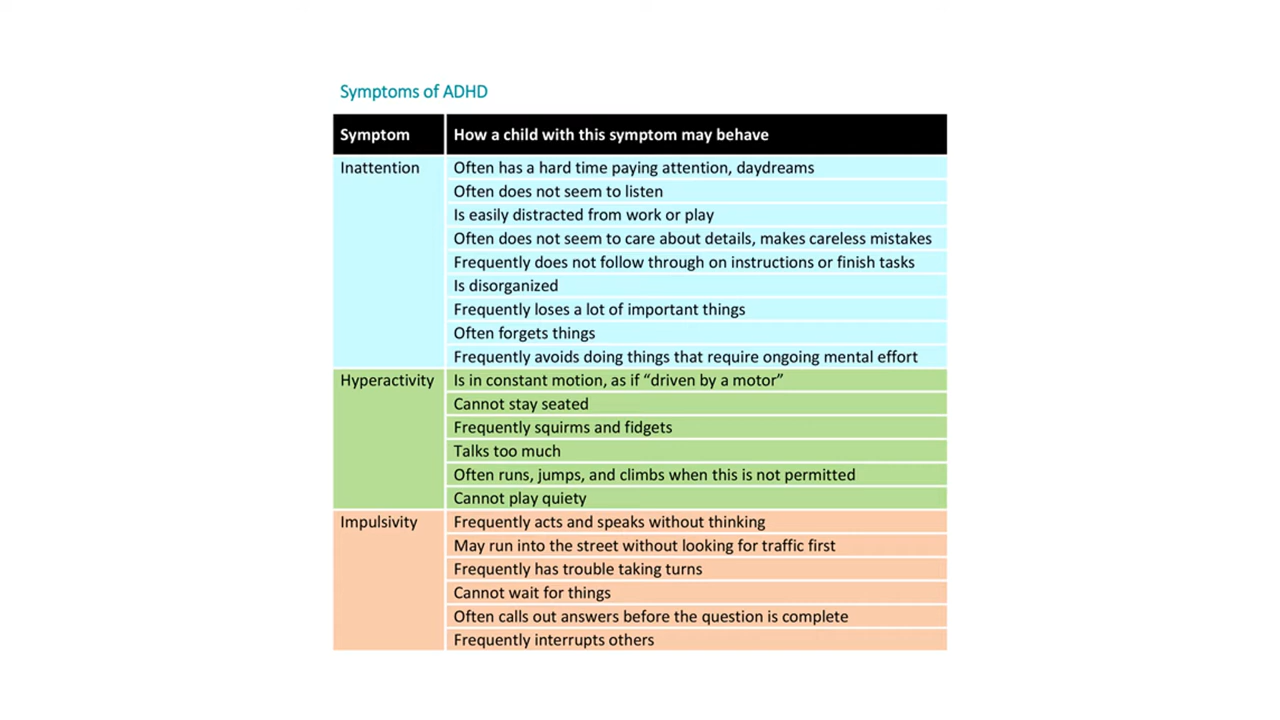 Symptoms of ADHD
Symptom How a child with this symptom may behave
Inattention Often has a hard time paying attention, daydreams
Often does not seem to listen
Is easily distracted from work or play
Often does not seem to care about details, makes careless mistakes
Frequently does not follow through on instructions or finish tasks
Is disorganized
Frequently loses a lot of important things
Often forgets things
Frequently avoids doing things that require ongoing mental effort
Hyperactivity Is in constant motion, as if “driven by a motor”
Cannot stay seated
Frequently squirms and fidgets
Talks too much
Often runs, jumps, and climbs when this is not permitted
Cannot play quiety
Impulsivity Frequently acts and speaks without thinking
May run into the street without looking for traffic first
Frequently has trouble taking turns
Cannot wait for things
Often calls out answers before the question is complete
Frequently interrupts others